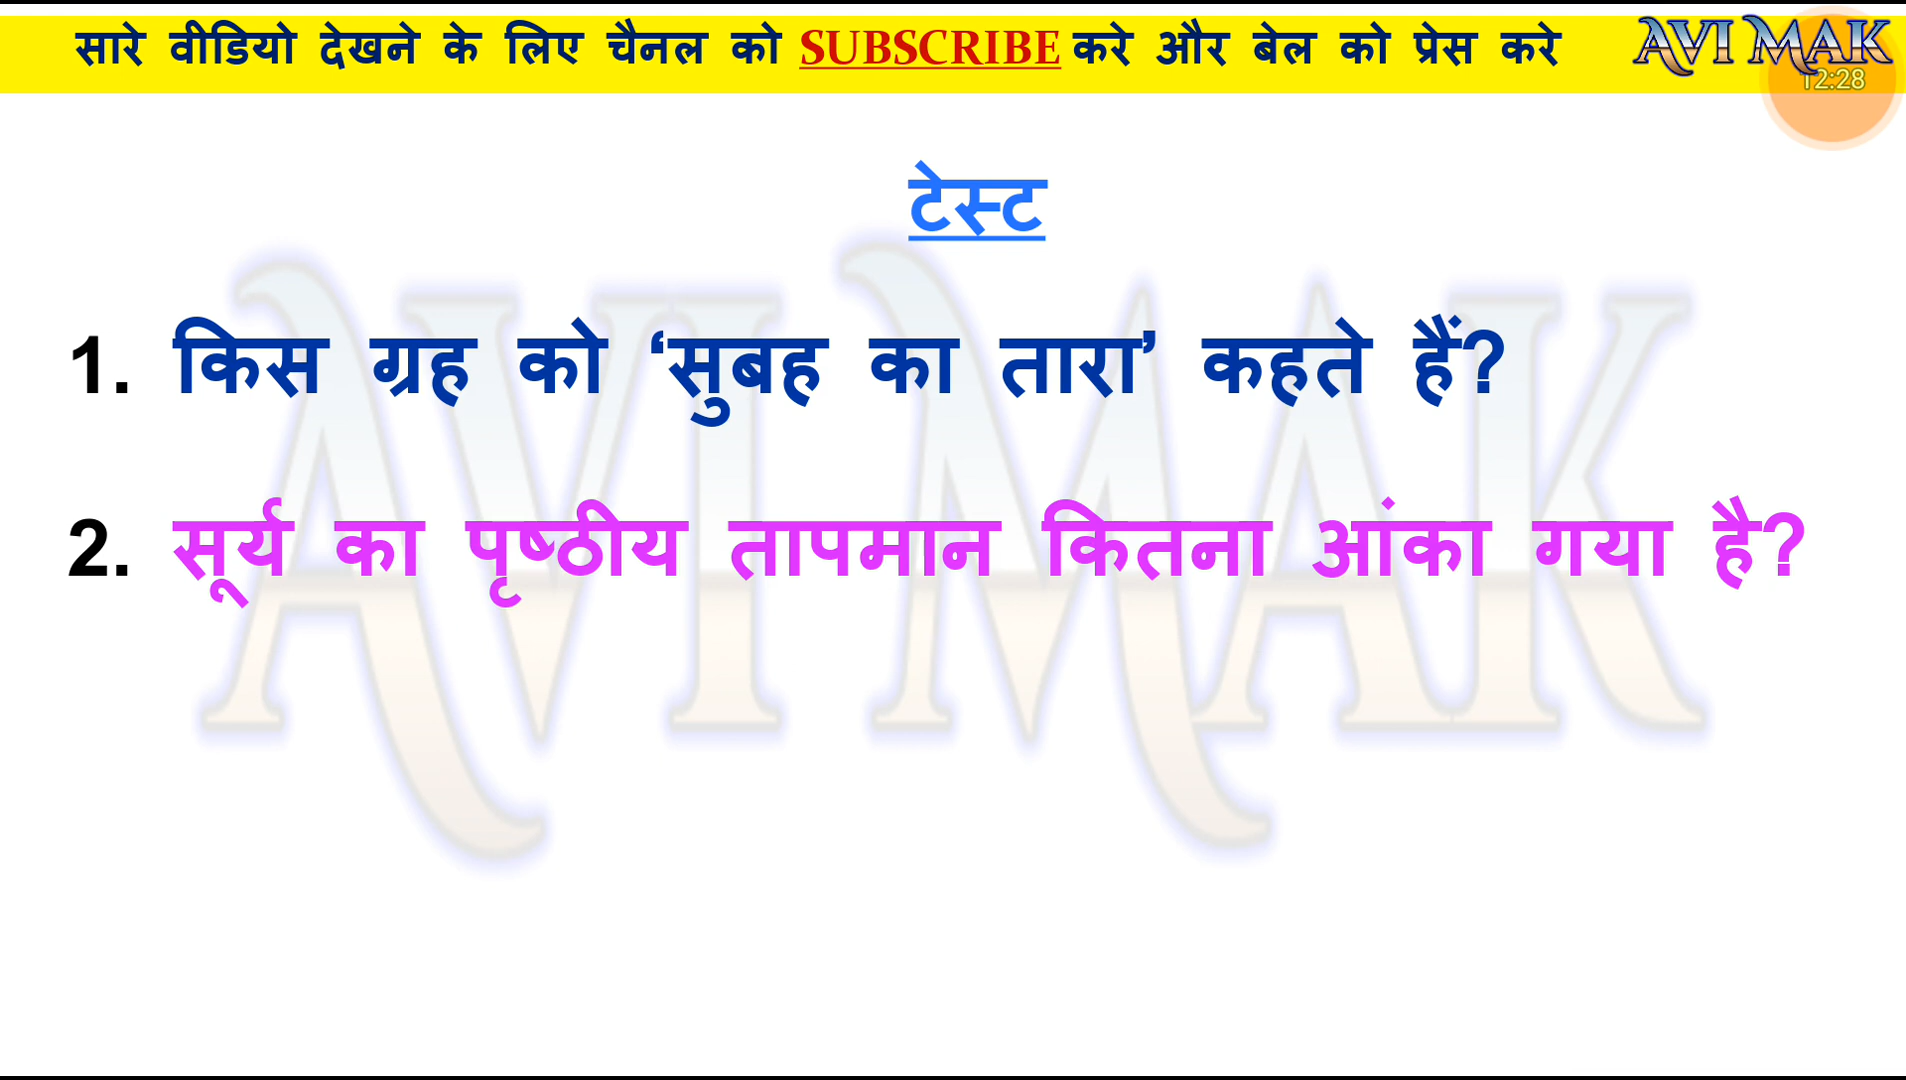 सारे वीडियो देखने के लिए चैनल को SUBSCRIBE करे और बेल को प्रेस करे
AVI MAK
12:28
टेस्ट
1. किस ग्रह को ‘सुबह का तारा’ कहते हैं?
2. सूर्य का पृष्ठीय तापमान कितना आंका गया है?
AVI MAK